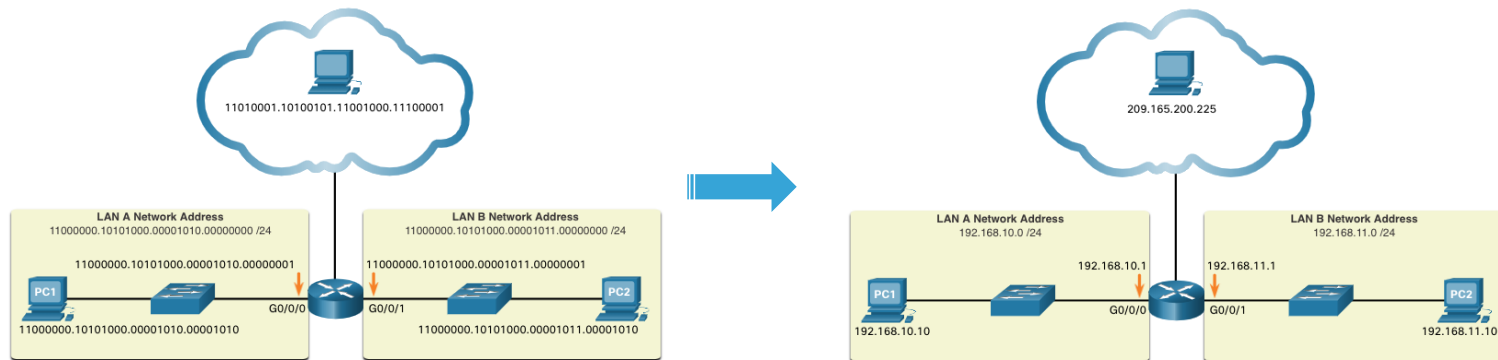 11010001.10100101.11001000.11100001
LAN A Network Address
11000000.10101000.00001010.00000000 /24
11000000.10101000.00001010.00000001
PC1
G0/0/0
11000000.10101000.00001010.00001010
LAN B Network Address
11000000.10101000.00001011.00000000 /24
11000000.10101000.00001011.00000001
PC2
G0/0/1
11000000.10101000.00001011.00001010
209.165.200.225
LAN A Network Address
192.168.10.0 /24
192.168.10.1
PC1
G0/0/0
192.168.10.10
LAN B Network Address
192.168.11.0 /24
192.168.11.1
PC2
G0/0/1
192.168.11.10